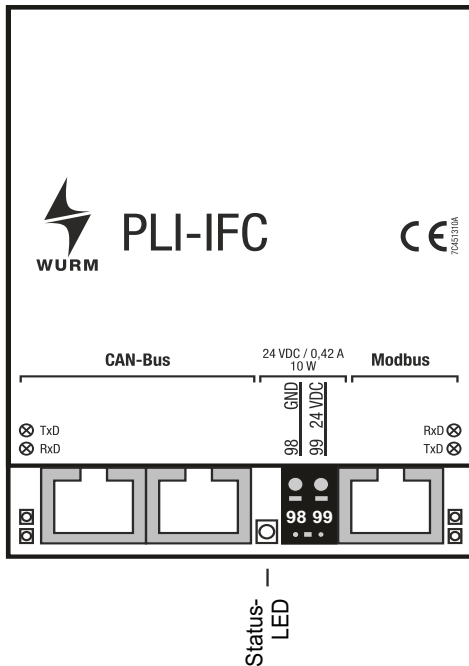 WURM
PLI-IFC
CE
7C451310A
CAN-Bus
24 VDC / 0,42 A
10 W
Modbus
98 GND
99 24 VDC
TxD
RxD
RxD
TxD
98 99
Status-
LED